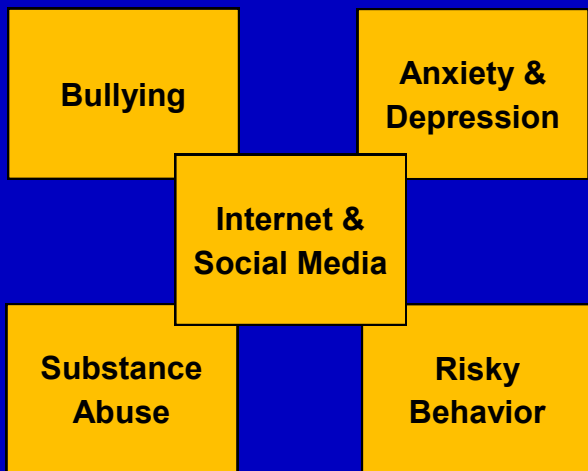 Bullying
Anxiety &
Depression
Internet &
Social Media
Substance
Abuse
Risky
Behavior